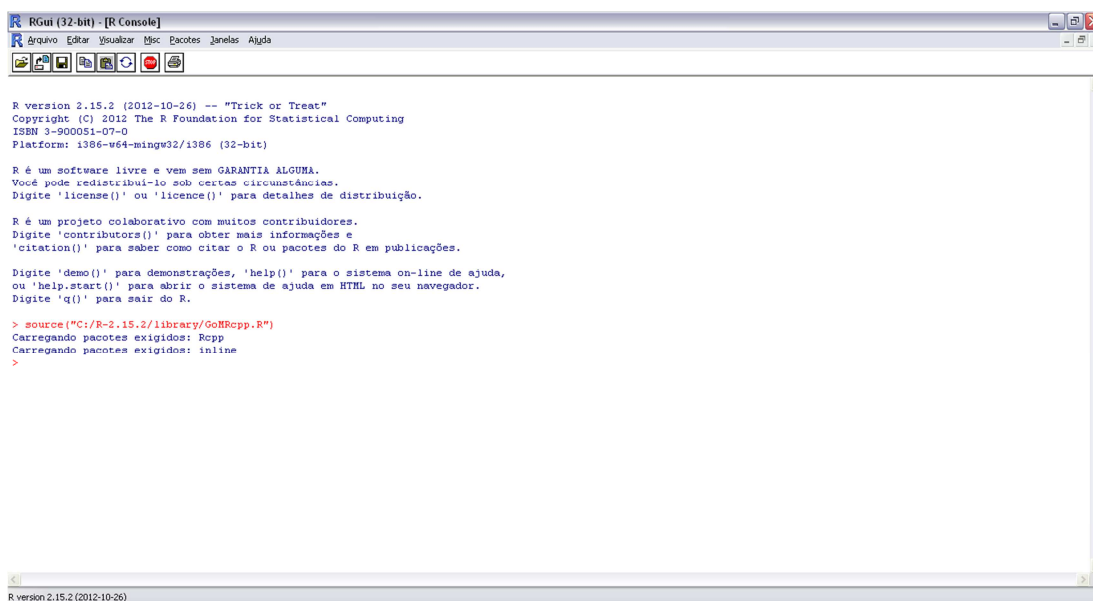 RGui (32-bit) - [R Console]
Arquivo Editar Visualizar Misc Pacotes Janelas Ajuda
STOP
R version 2.15.2 (2012-10-26) -- "Trick or Treat"
Copyright (C) 2012 The R Foundation for Statistical Computing
ISBN 3-900051-07-0
Platform: i386-w64-mingw32/i386 (32-bit)
R é um software livre e vem sem GARANTIA ALGUMA.
Você pode redistribuí-lo sob certas circunstâncias.
Digite 'license()' ou 'licence()' para detalhes de distribuição.
R é um projeto colaborativo com muitos contribuidores.
Digite 'contributors()' para obter mais informações e
'citation()' para saber como citar o R ou pacotes do R em publicações.
Digite 'demo()' para demonstrações, 'help()' para o sistema on-line de ajuda,
ou 'help.start()' para abrir o sistema de ajuda em HTML no seu navegador.
Digite 'q()' para sair do R.
> source("C:/R-2.15.2/library/GoMRcpp.R")
Carregando pacotes exigidos: Rcpp
Carregando pacotes exigidos: inline
>
R version 2.15.2 (2012-10-26)